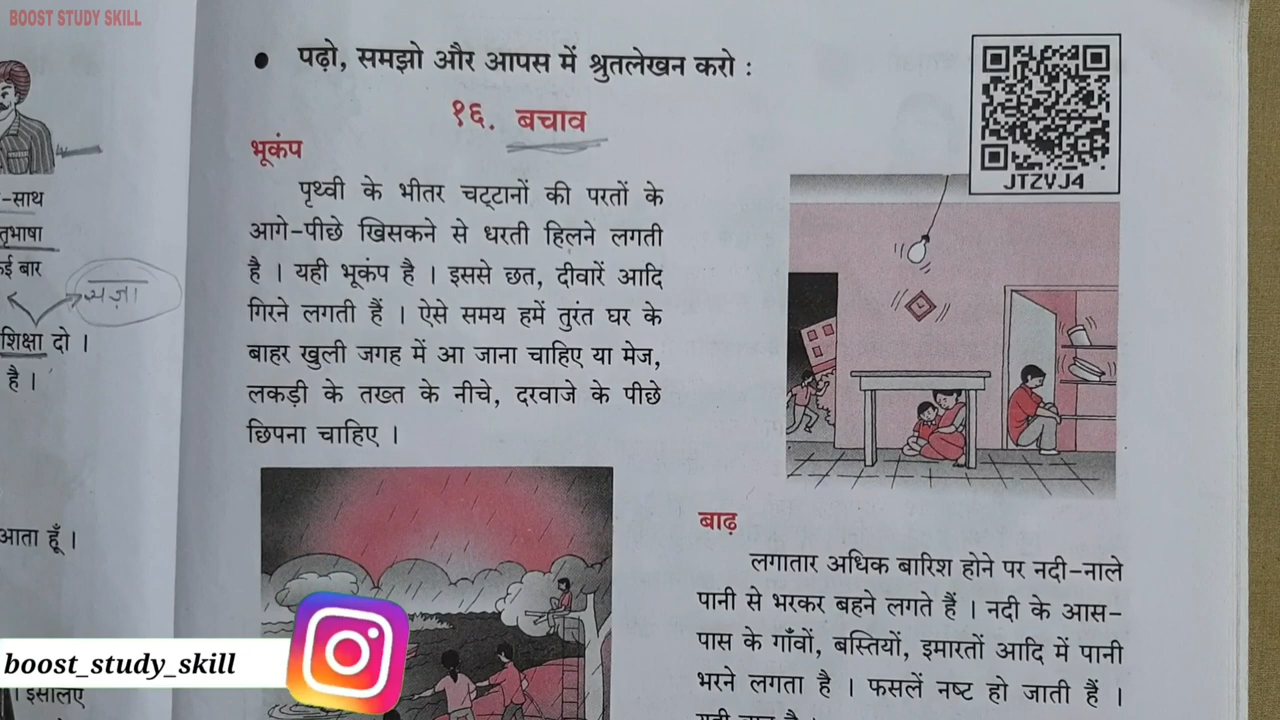 BOOST STUDY SKILL
-साथ
तृभाषा
कई बार
शिक्षा दो ।
है ।
आता हूँ ।
। इसलिए
• पढ़ो, समझो और आपस में श्रुतलेखन करो :
१६. बचाव
JTZVJ4
भूकंप
पृथ्वी के भीतर चट्टानों की परतों के
आगे-पीछे खिसकने से धरती हिलने लगती
है । यही भूकंप है । इससे छत, दीवारें आदि
गिरने लगती हैं । ऐसे समय हमें तुरंत घर के
बाहर खुली जगह में आ जाना चाहिए या मेज,
लकड़ी के तख्त के नीचे, दरवाजे के पीछे
छिपना चाहिए ।
बाढ़
लगातार अधिक बारिश होने पर नदी-नाले
पानी से भरकर बहने लगते हैं । नदी के आस-
पास के गाँवों, बस्तियों, इमारतों आदि में पानी
भरने लगता है । फसलें नष्ट हो जाती हैं ।
boost_study_skill